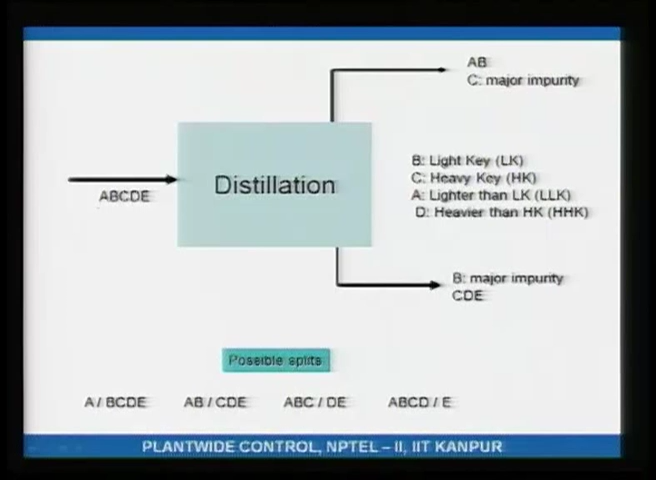 AB
C: major impurity
Distillation
ABCDE
B: Light Key (LK)
C: Heavy Key (HK)
A: Lighter than LK (LLK)
D: Heavier than HK (HHK)
B: major impurity
CDE
Possible splits
A / BCDE AB / CDE ABC / DE ABCD / E
PLANTWIDE CONTROL, NPTEL – II, IIT KANPUR